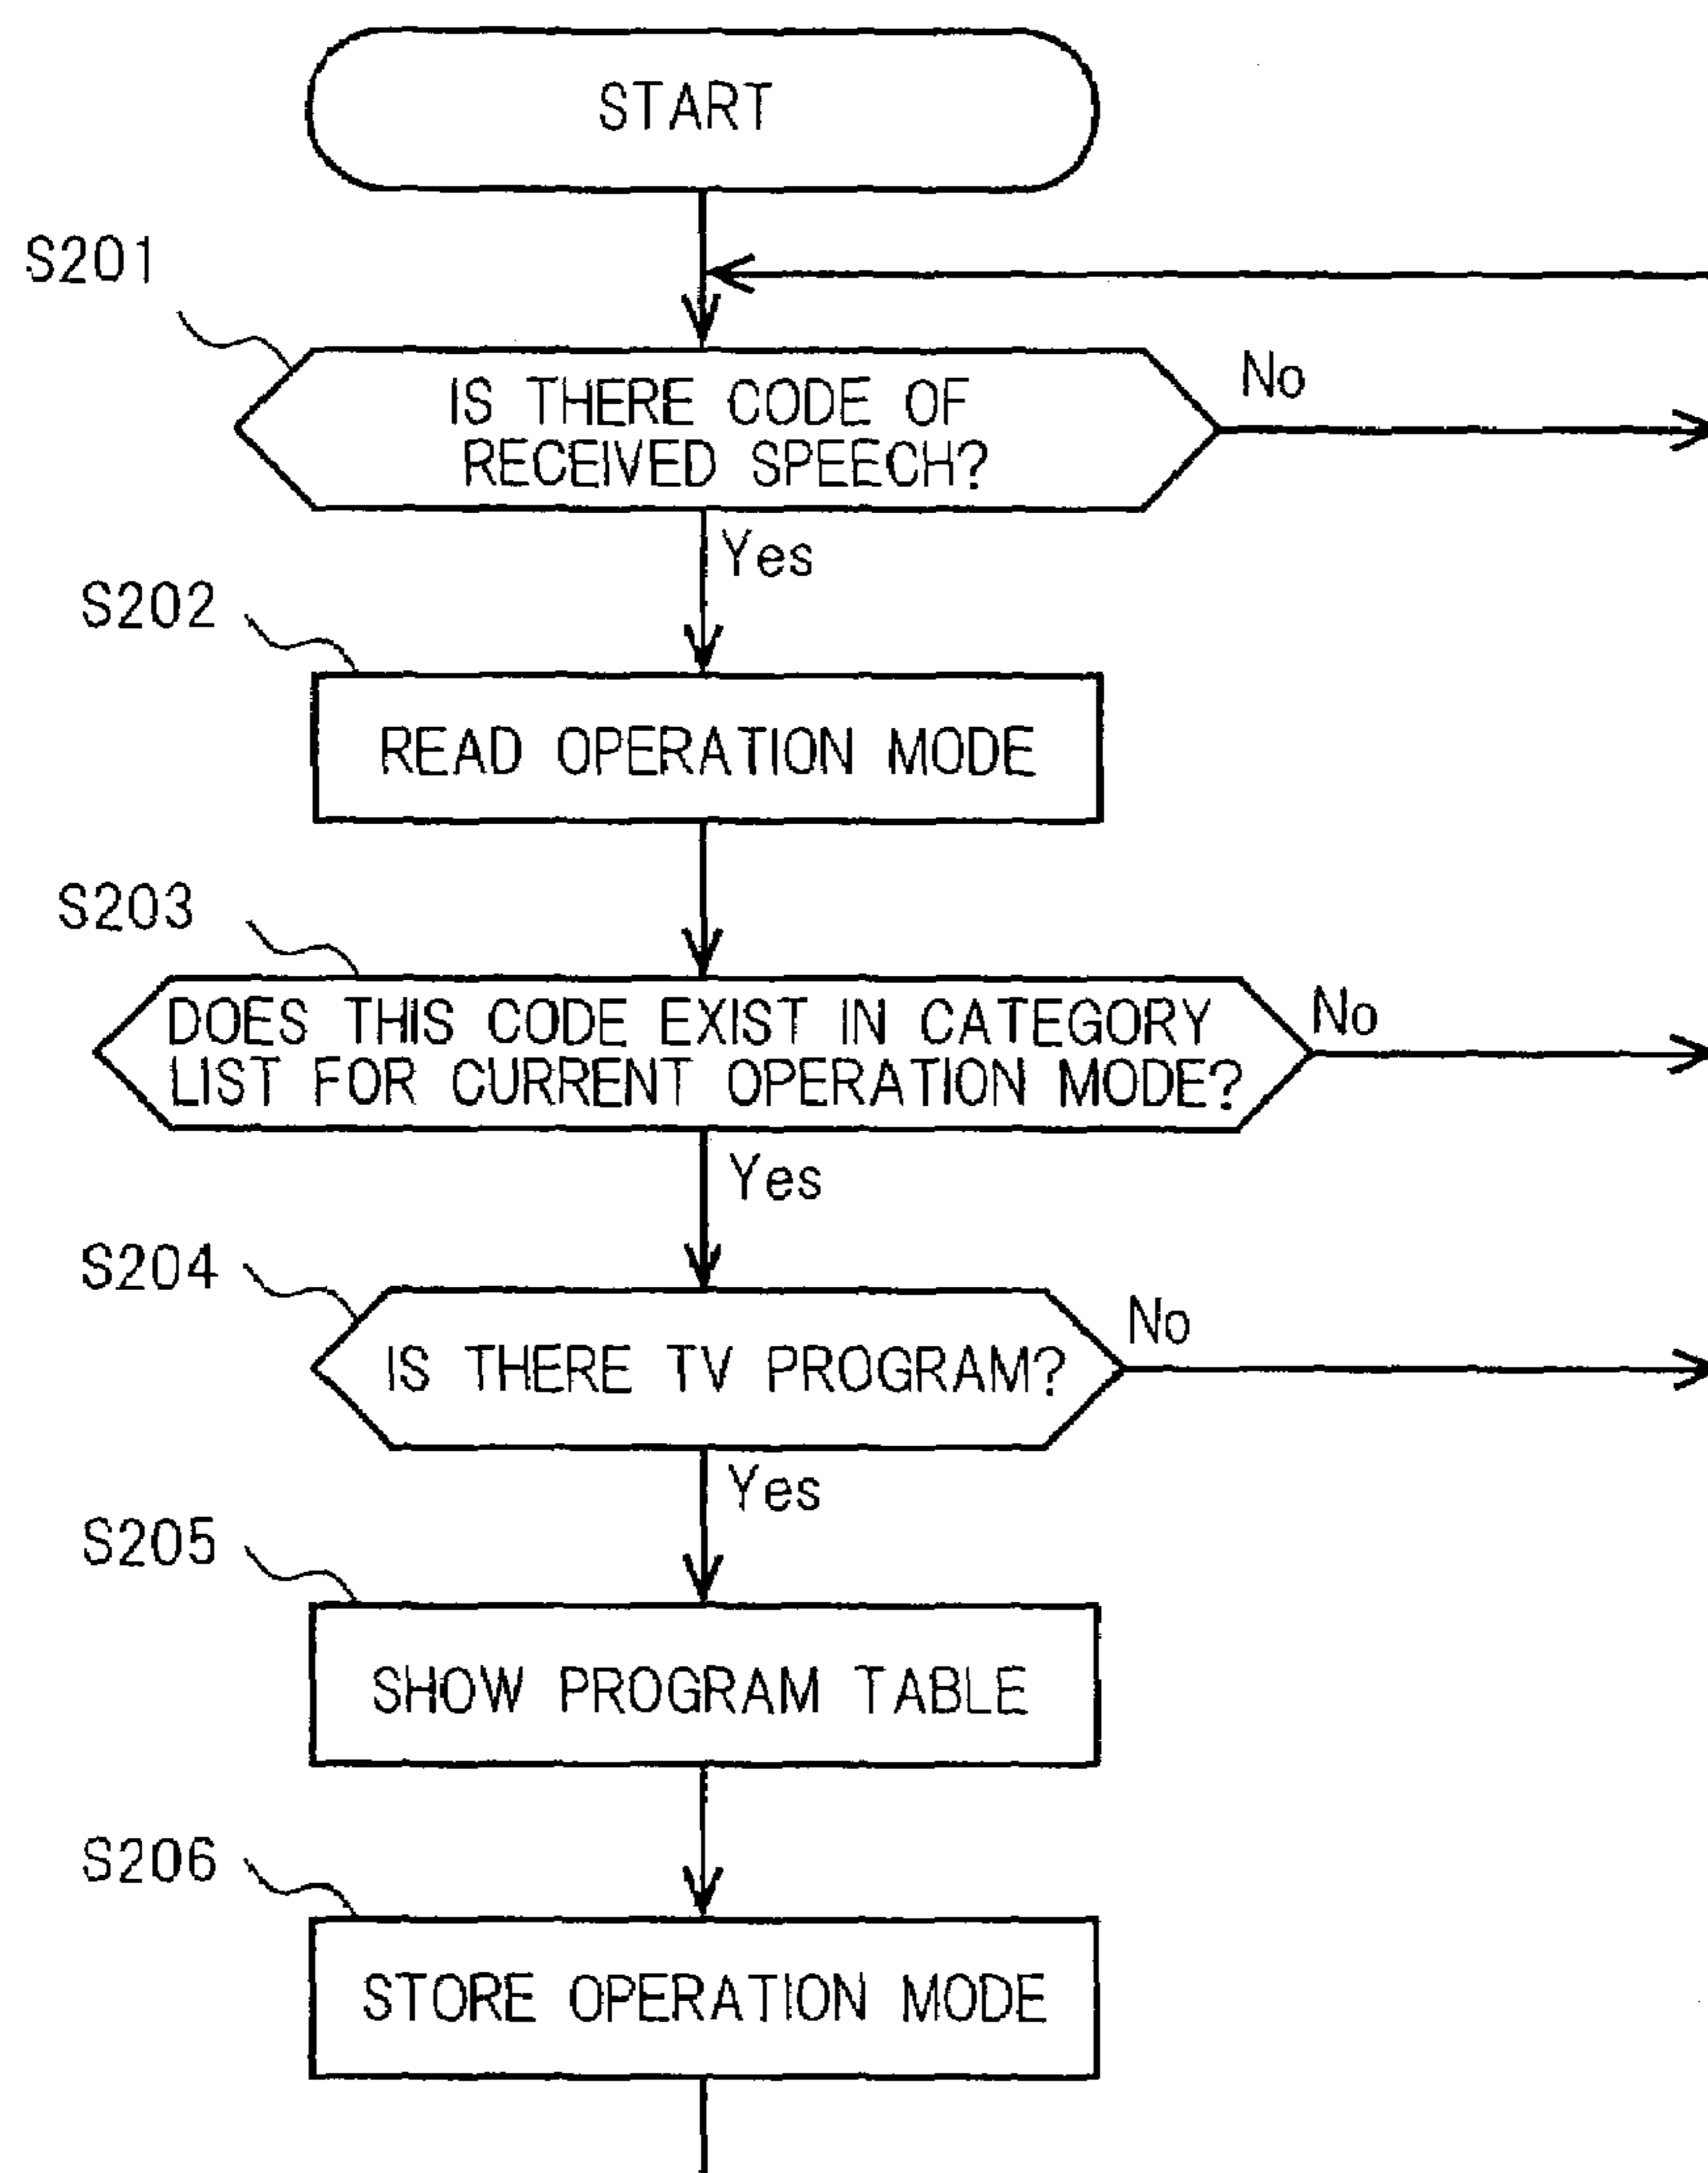 START
S201
IS THERE CODE OF
RECEIVED SPEECH?
No
Yes
S202
READ OPERATION MODE
S203
DOES THIS CODE EXIST IN CATEGORY
LIST FOR CURRENT OPERATION MODE?
No
Yes
S204
IS THERE TV PROGRAM?
No
Yes
S205
SHOW PROGRAM TABLE
S206
STORE OPERATION MODE